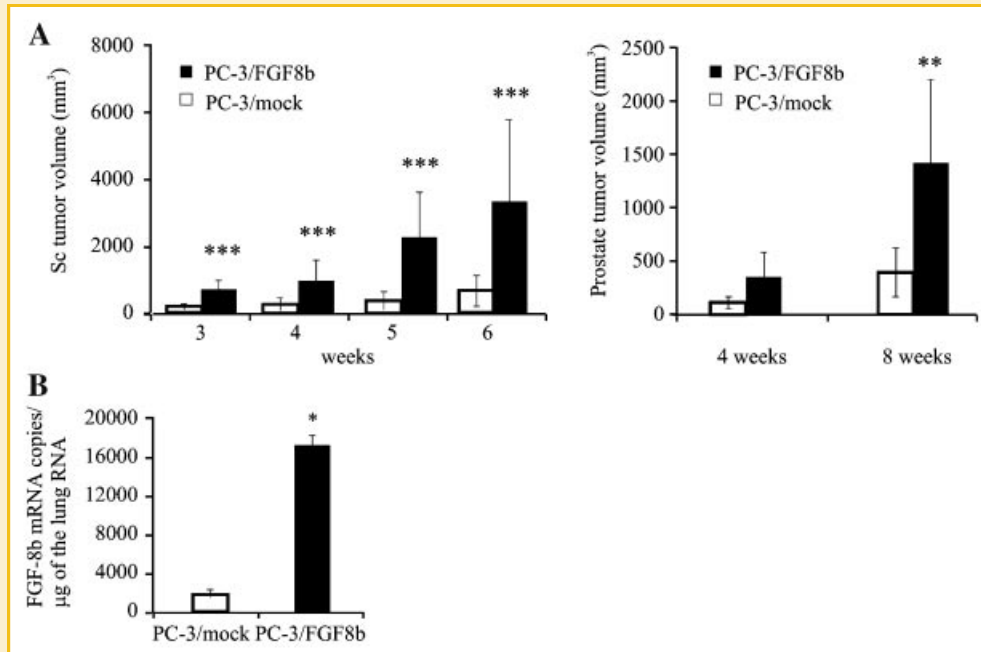 A
8000
6000
4000
2000
0
Sc tumor volume (mm³)
PC-3/FGF8b
PC-3/mock
***
***
***
***
3 4 5 6
weeks
2500
2000
1500
1000
500
0
Prostate tumor volume (mm³)
PC-3/FGF8b
PC-3/mock
**
4 weeks 8 weeks
B
20000
16000
12000
8000
4000
0
FGF-8b mRNA copies/
μg of the lung RNA
*
PC-3/mock PC-3/FGF8b